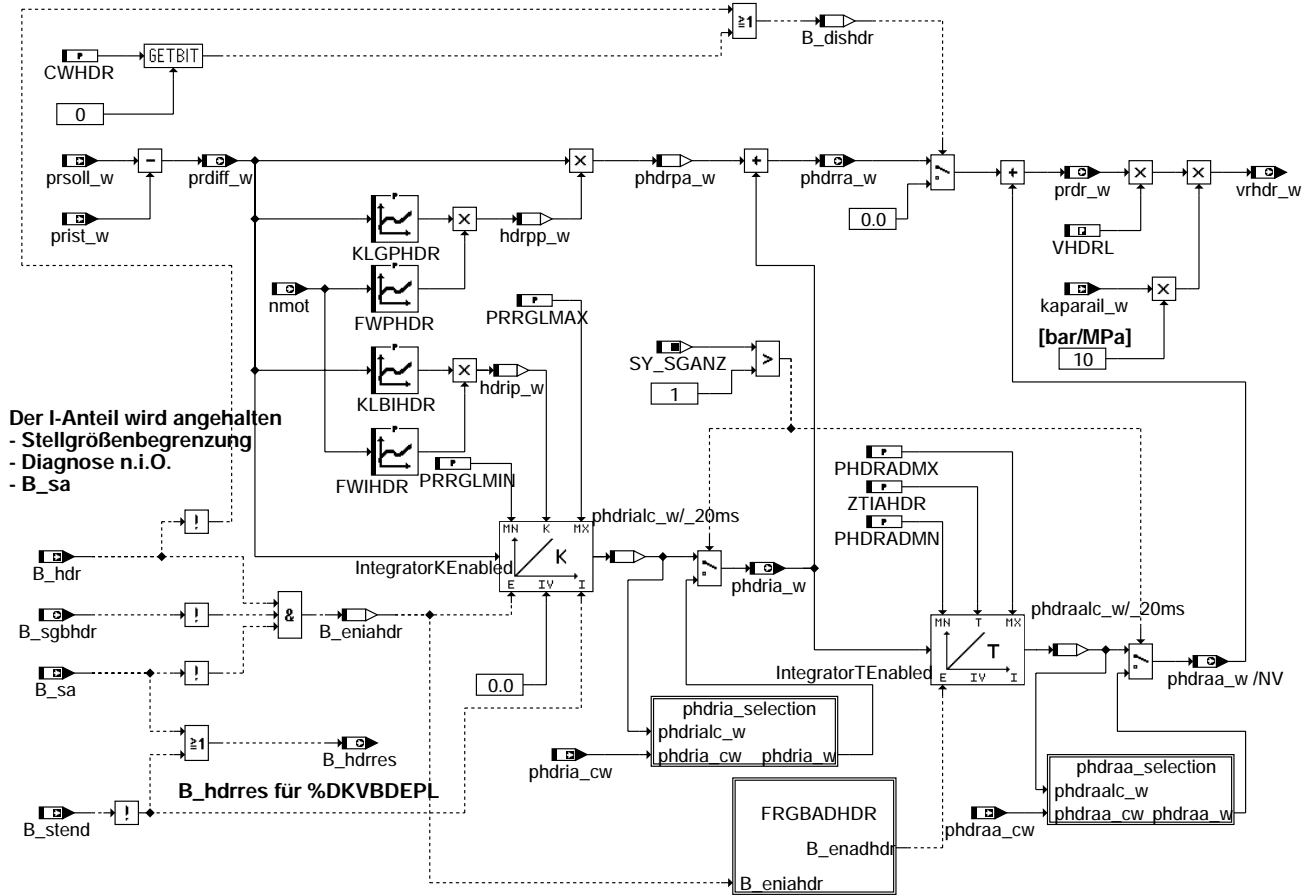 ≥1
B_dishdr
P
GETBIT
CWHDR
0
prsoll_w
−
prdiff_w
×
phdrpa_w
+
phdrra_w
+
prdr_w
×
×
vrhdr_w
prist_w
P
KLGPHDR
×
hdrpp_w
0.0
P
VHDRL
nmot
P
FWPHDR
P
PRRGLMAX
kaparail_w
×
[bar/MPa]
10
SY_SGANZ
>
1
P
KLBIHDR
×
hdrip_w
Der I-Anteil wird angehalten
- Stellgrößenbegrenzung
- Diagnose n.i.O.
- B_sa
P
FWIHDR
P
PRRGLMIN
P
PHDRADMX
P
ZTIAHDR
P
PHDRADMN
phdrialc_w/_20ms
MN K MX
K
IntegratorKEnabled
E IV I
phdria_w
!
B_hdr
!
B_sgbhdr
&
B_eniahdr
!
B_sa
0.0
phdraalc_w/_20ms
MN T MX
T
IntegratorTEnabled
E IV I
phdraa_w /NV
≥1
B_hdrres
B_hdrres für %DKVBDEPL
!
B_stend
phdria_selection
phdrialc_w
phdria_cw phdria_w
phdria_cw
phdraa_selection
phdraalc_w
phdraa_cw phdraa_w
phdraa_cw
FRGBADHDR
B_enadhdr
B_eniahdr